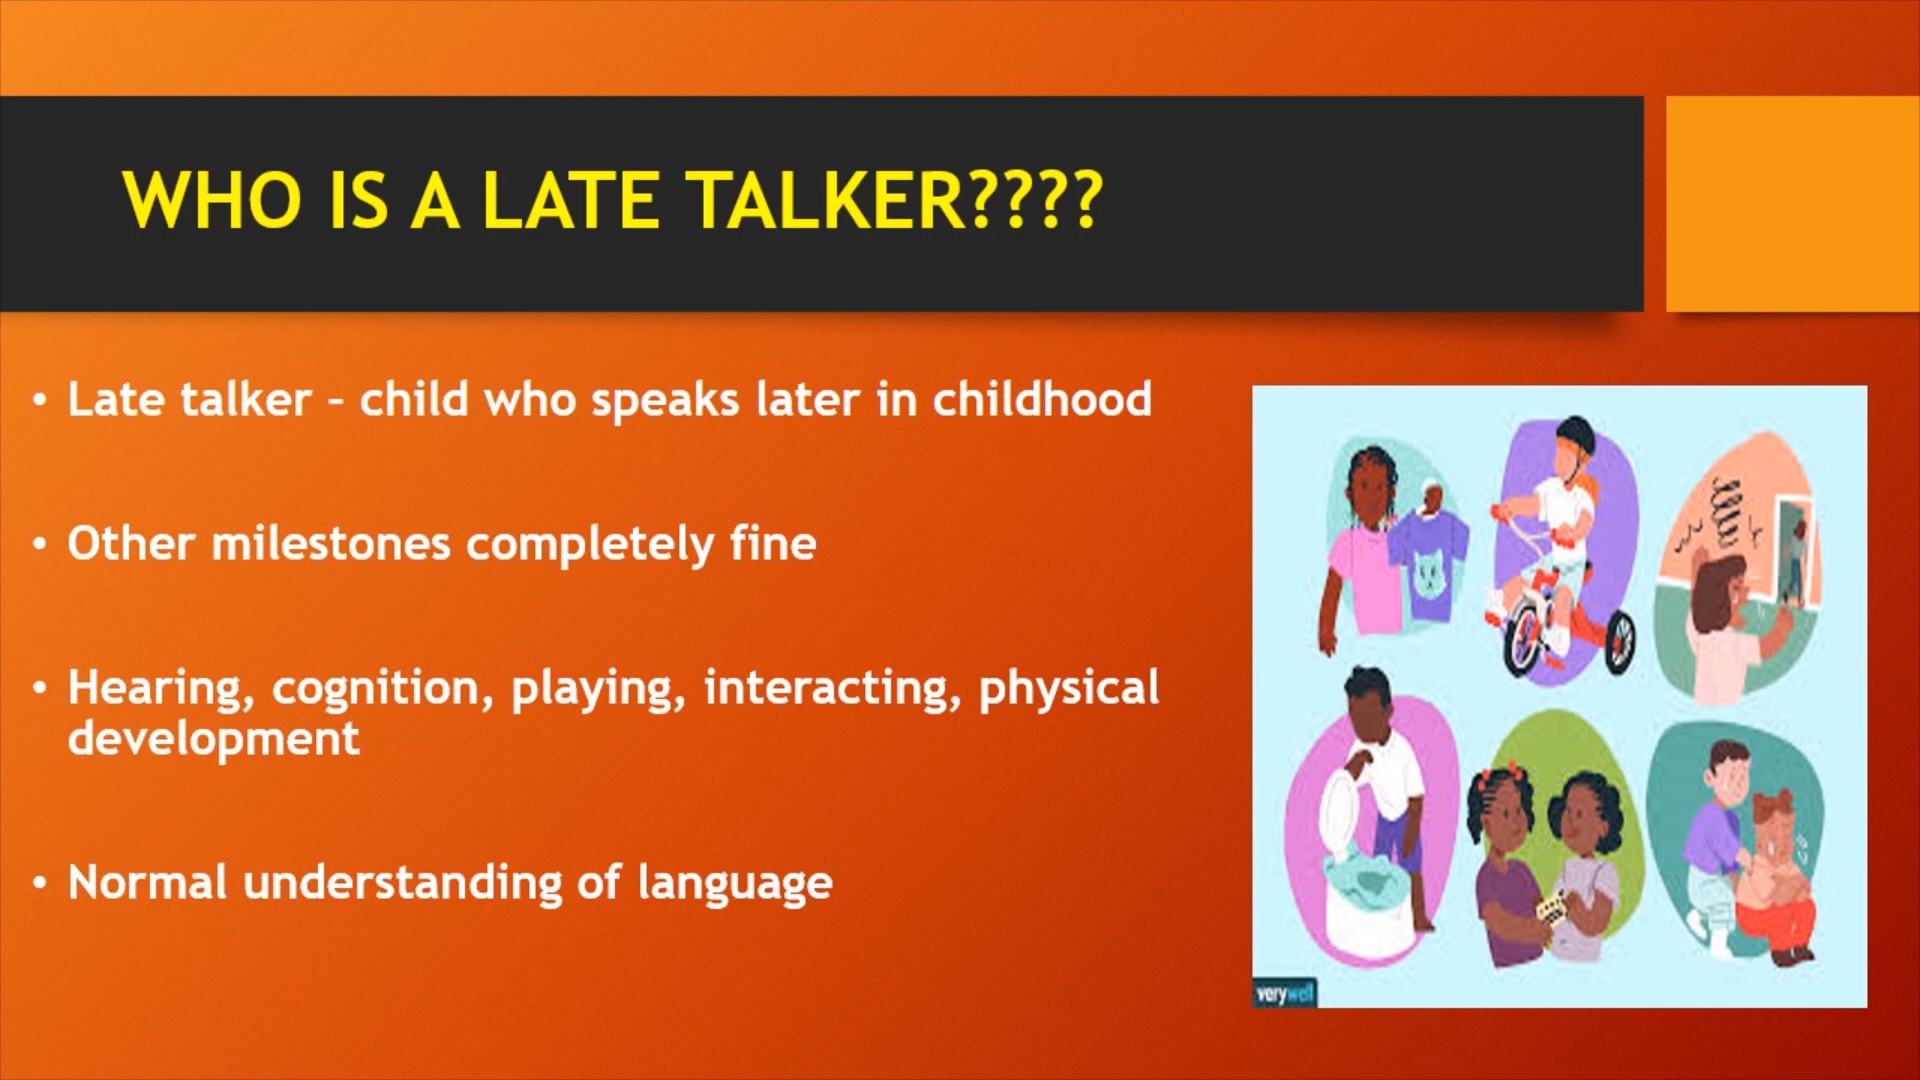 WHO IS A LATE TALKER????
• Late talker – child who speaks later in childhood
• Other milestones completely fine
• Hearing, cognition, playing, interacting, physical
development
• Normal understanding of language
verywell